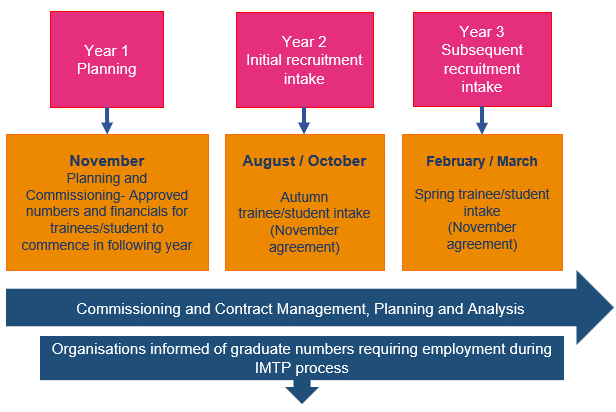 Year 1
Planning
Year 2
Initial recruitment
intake
Year 3
Subsequent
recruitment
intake
November
Planning and
Commissioning- Approved
numbers and financials for
trainees/student to
commence in following year
August / October
Autumn
trainee/student intake
(November
agreement)
February / March
Spring trainee/student
intake
(November
agreement)
Commissioning and Contract Management, Planning and Analysis
Organisations informed of graduate numbers requiring employment during
IMTP process